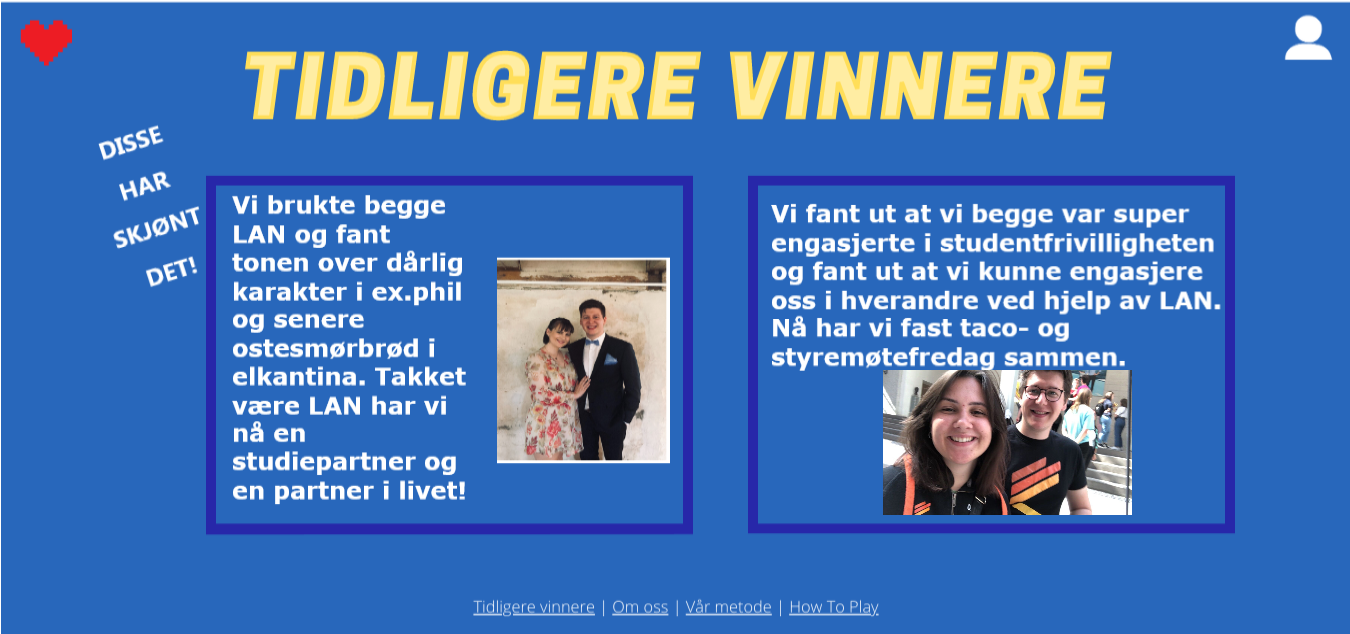 TIDLIGERE VINNERE
DISSE
HAR
SKJØNT
DET!
Vi brukte begge
LAN og fant
tonen over dårlig
karakter i ex.phil
og senere
ostesmørbrød i
elkantina. Takket
være LAN har vi
nå en
studiepartner og
en partner i livet!
Vi fant ut at vi begge var super
engasjerte i studentfrivilligheten
og fant ut at vi kunne engasjere
oss i hverandre ved hjelp av LAN.
Nå har vi fast taco- og
styremøtefredag sammen.
Tidligere vinnere | Om oss | Vår metode | How To Play